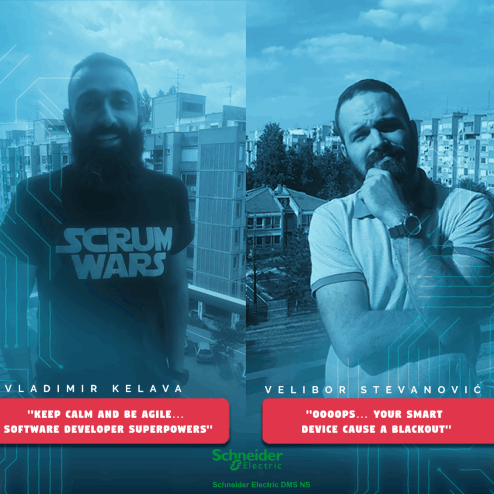 SCRUM
WARS
VLADIMIR KELAVA
"KEEP CALM AND BE AGILE...
SOFTWARE DEVELOPER SUPERPOWERS"
VELIBOR STEVANOVIĆ
"OOOOPS... YOUR SMART
DEVICE CAUSE A BLACKOUT"
Schneider
Electric
Schneider Electric DMS NS